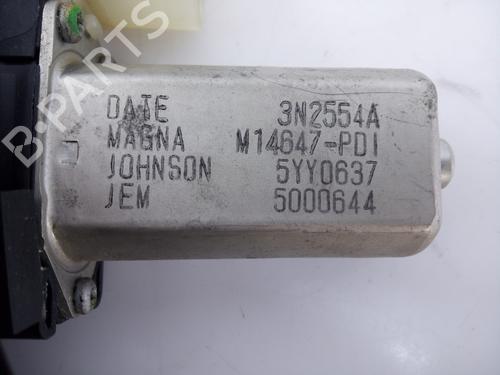 B-PARTS
DATE 3N2554A
MAGNA M14647-PDI
JOHNSON 5YY0637
JEM 5000644